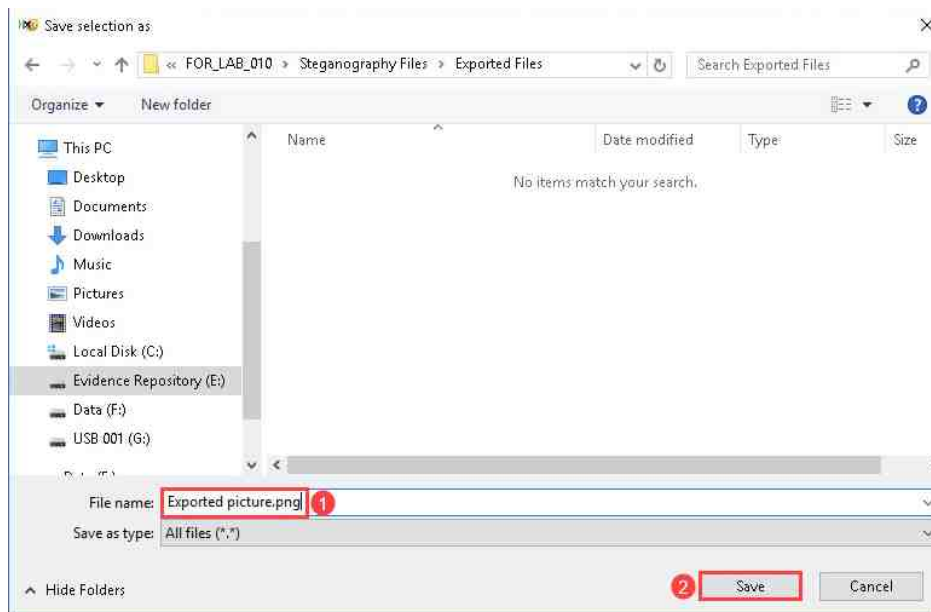 Save selection as
« FOR_LAB_010 › Steganography Files › Exported Files
Search Exported Files
Organize
New folder
Name
Date modified
Type
Size
No items match your search.
This PC
Desktop
Documents
Downloads
Music
Pictures
Videos
Local Disk (C:)
Evidence Repository (E:)
Data (F:)
USB 001 (G:)
File name: Exported picture.png 1
Save as type: All files (*.*)
Hide Folders
2 Save Cancel